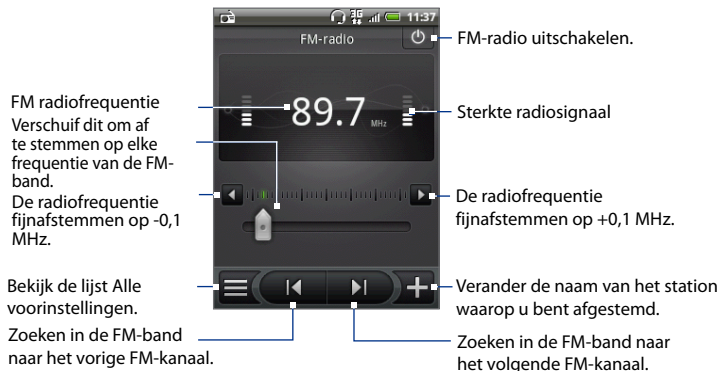 3G 11:37
FM-radio
FM-radio uitschakelen.
FM radiofrequentie
89.7 MHz
Sterkte radiosignaal
Verschuif dit om af
te stemmen op elke
frequentie van de FM-
band.
De radiofrequentie
fijnafstemmen op -0,1
MHz.
De radiofrequentie
fijnafstemmen op +0,1 MHz.
Bekijk de lijst Alle
voorinstellingen.
Verander de naam van het station
waarop u bent afgestemd.
Zoeken in de FM-band
naar het vorige FM-kanaal.
Zoeken in de FM-band naar
het volgende FM-kanaal.